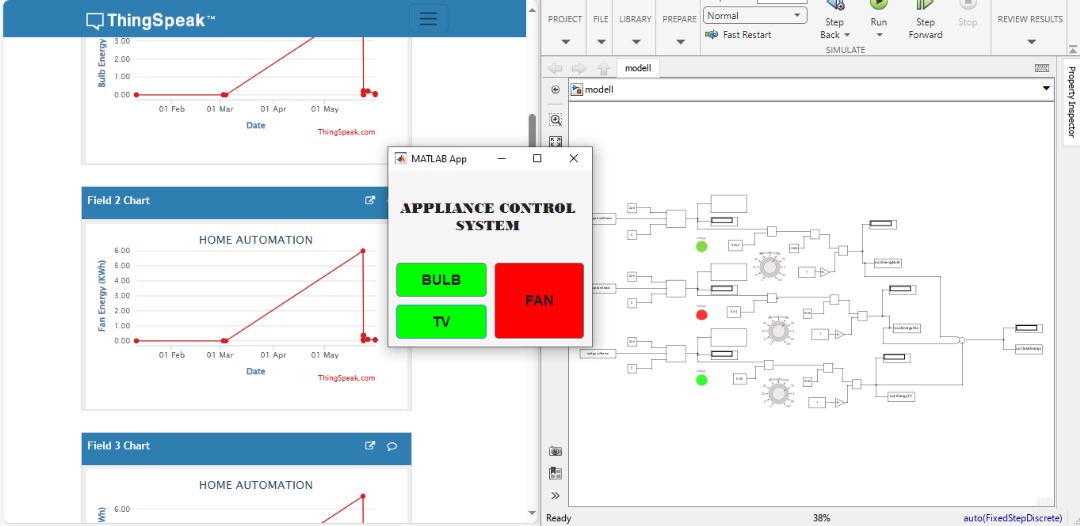 ThingSpeak™
Bulb Energy
3.00
2.00
1.00
0.00
01 Feb
01 Mar
01 Apr
01 May
Date
ThingSpeak.com
Field 2 Chart
HOME AUTOMATION
Fan Energy (KWh)
6.00
5.00
4.00
3.00
2.00
1.00
0.00
01 Feb
01 Mar
01 Apr
01 May
Date
ThingSpeak.com
Field 3 Chart
HOME AUTOMATION
Wh)
6.00
MATLAB App
APPLIANCE CONTROL
SYSTEM
BULB
TV
FAN
PROJECT
FILE
LIBRARY
PREPARE
Normal
Fast Restart
Step
Back
Run
Step
Forward
Stop
SIMULATE
REVIEW RESULTS
modell
modell
Property Inspector
Ready
38%
auto(FixedStepDiscrete)